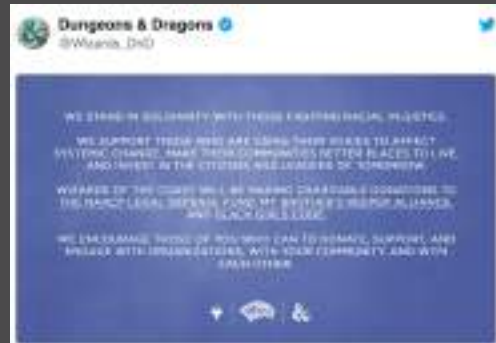 Dungeons & Dragons
@Wizards_DnD
WE STAND IN SOLIDARITY WITH THOSE FIGHTING RACIAL INJUSTICE.
WE SUPPORT THOSE WHO ARE USING THEIR VOICES TO AFFECT
SYSTEMIC CHANGE, MAKE THEIR COMMUNITIES BETTER PLACES TO LIVE,
AND INVEST IN THE CITIZENS AND LEADERS OF TOMORROW.
WIZARDS OF THE COAST WILL BE MAKING CHARITABLE DONATIONS TO
THE NAACP LEGAL DEFENSE FUND, MY BROTHER'S KEEPER ALLIANCE,
AND BLACK GIRLS CODE.
WE ENCOURAGE THOSE OF YOU WHO CAN TO DONATE, SUPPORT, AND
ENGAGE WITH ORGANIZATIONS, WITH YOUR COMMUNITY, AND WITH
EACH OTHER.